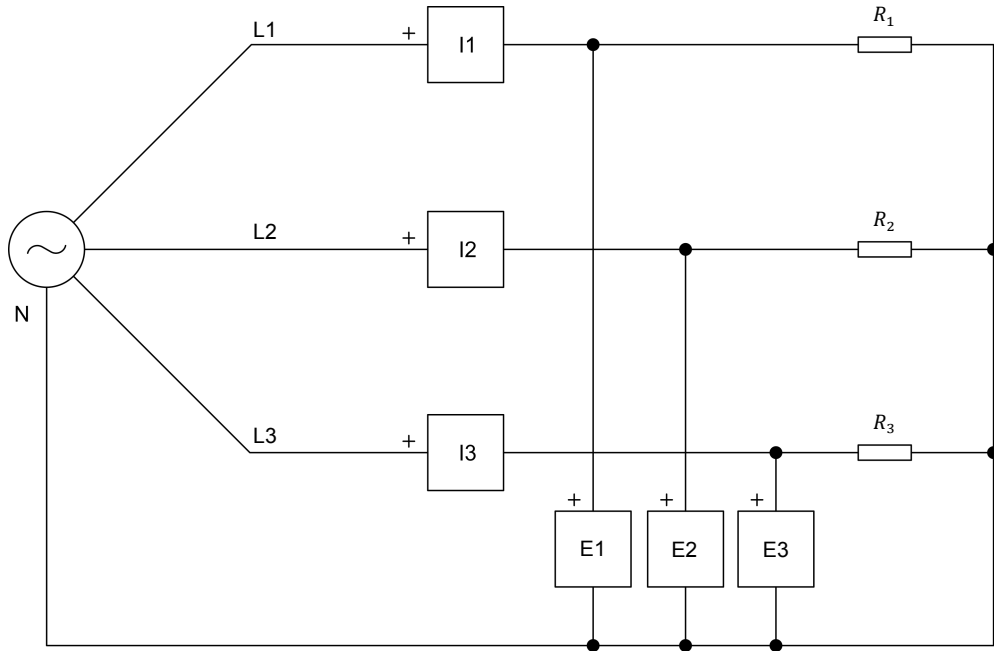 L1
+
I1
R₁
L2
+
I2
R₂
N
L3
+
I3
R₃
+
+
+
E1
E2
E3